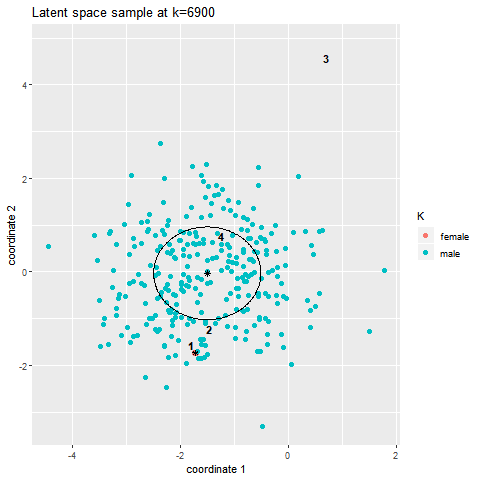 Latent space sample at k=6900
3
4
2
1
4
2
0
-2
-4
-2
0
2
coordinate 1
coordinate 2
K
female
male